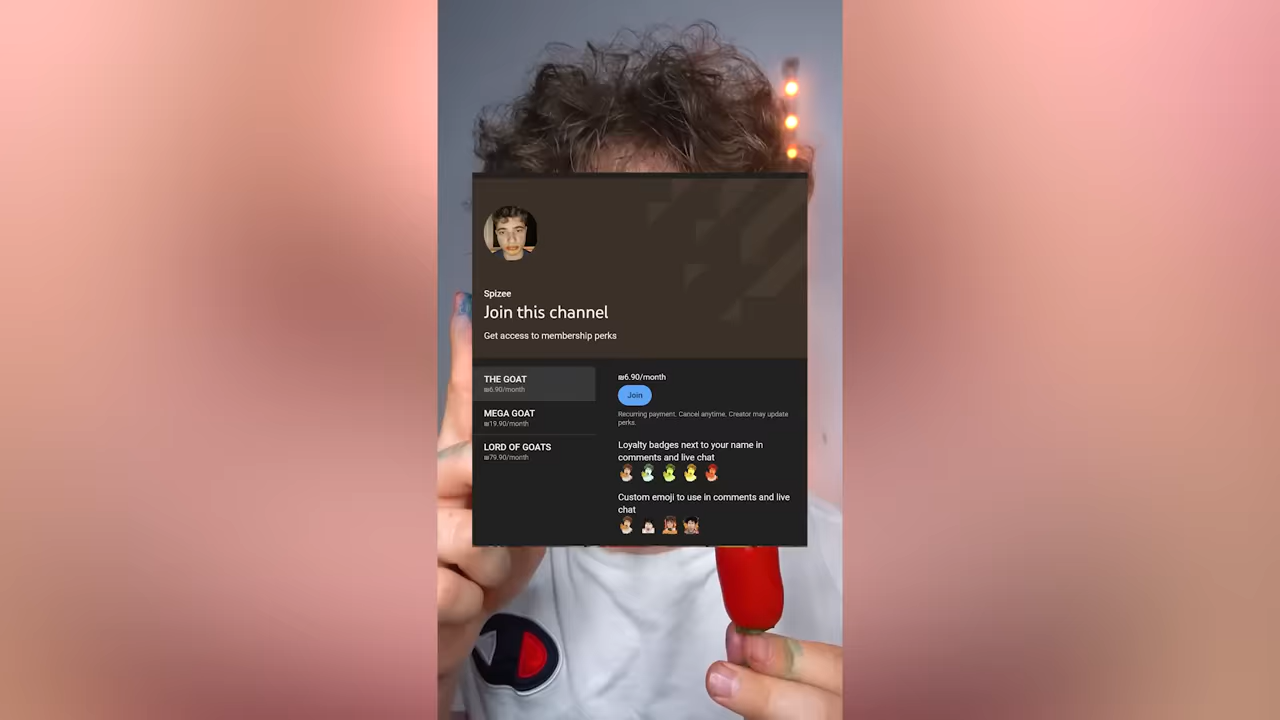 Spizee
Join this channel
Get access to membership perks
THE GOAT
₪6.90/month
MEGA GOAT
₪19.90/month
LORD OF GOATS
₪79.90/month
₪6.90/month
Join
Recurring payment. Cancel anytime. Creator may update
perks.
Loyalty badges next to your name in
comments and live chat
Custom emoji to use in comments and live
chat